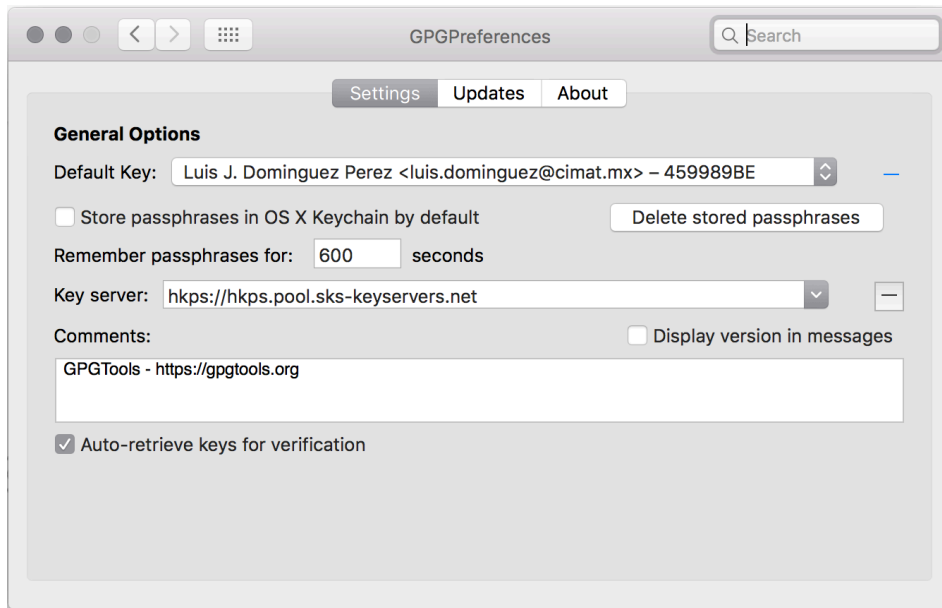 GPGPreferences
Search
Settings Updates About
General Options
Default Key: Luis J. Dominguez Perez <luis.dominguez@cimat.mx> – 459989BE
Store passphrases in OS X Keychain by default Delete stored passphrases
Remember passphrases for: 600 seconds
Key server: hkps://hkps.pool.sks-keyservers.net
Comments: Display version in messages
GPGTools - https://gpgtools.org
Auto-retrieve keys for verification